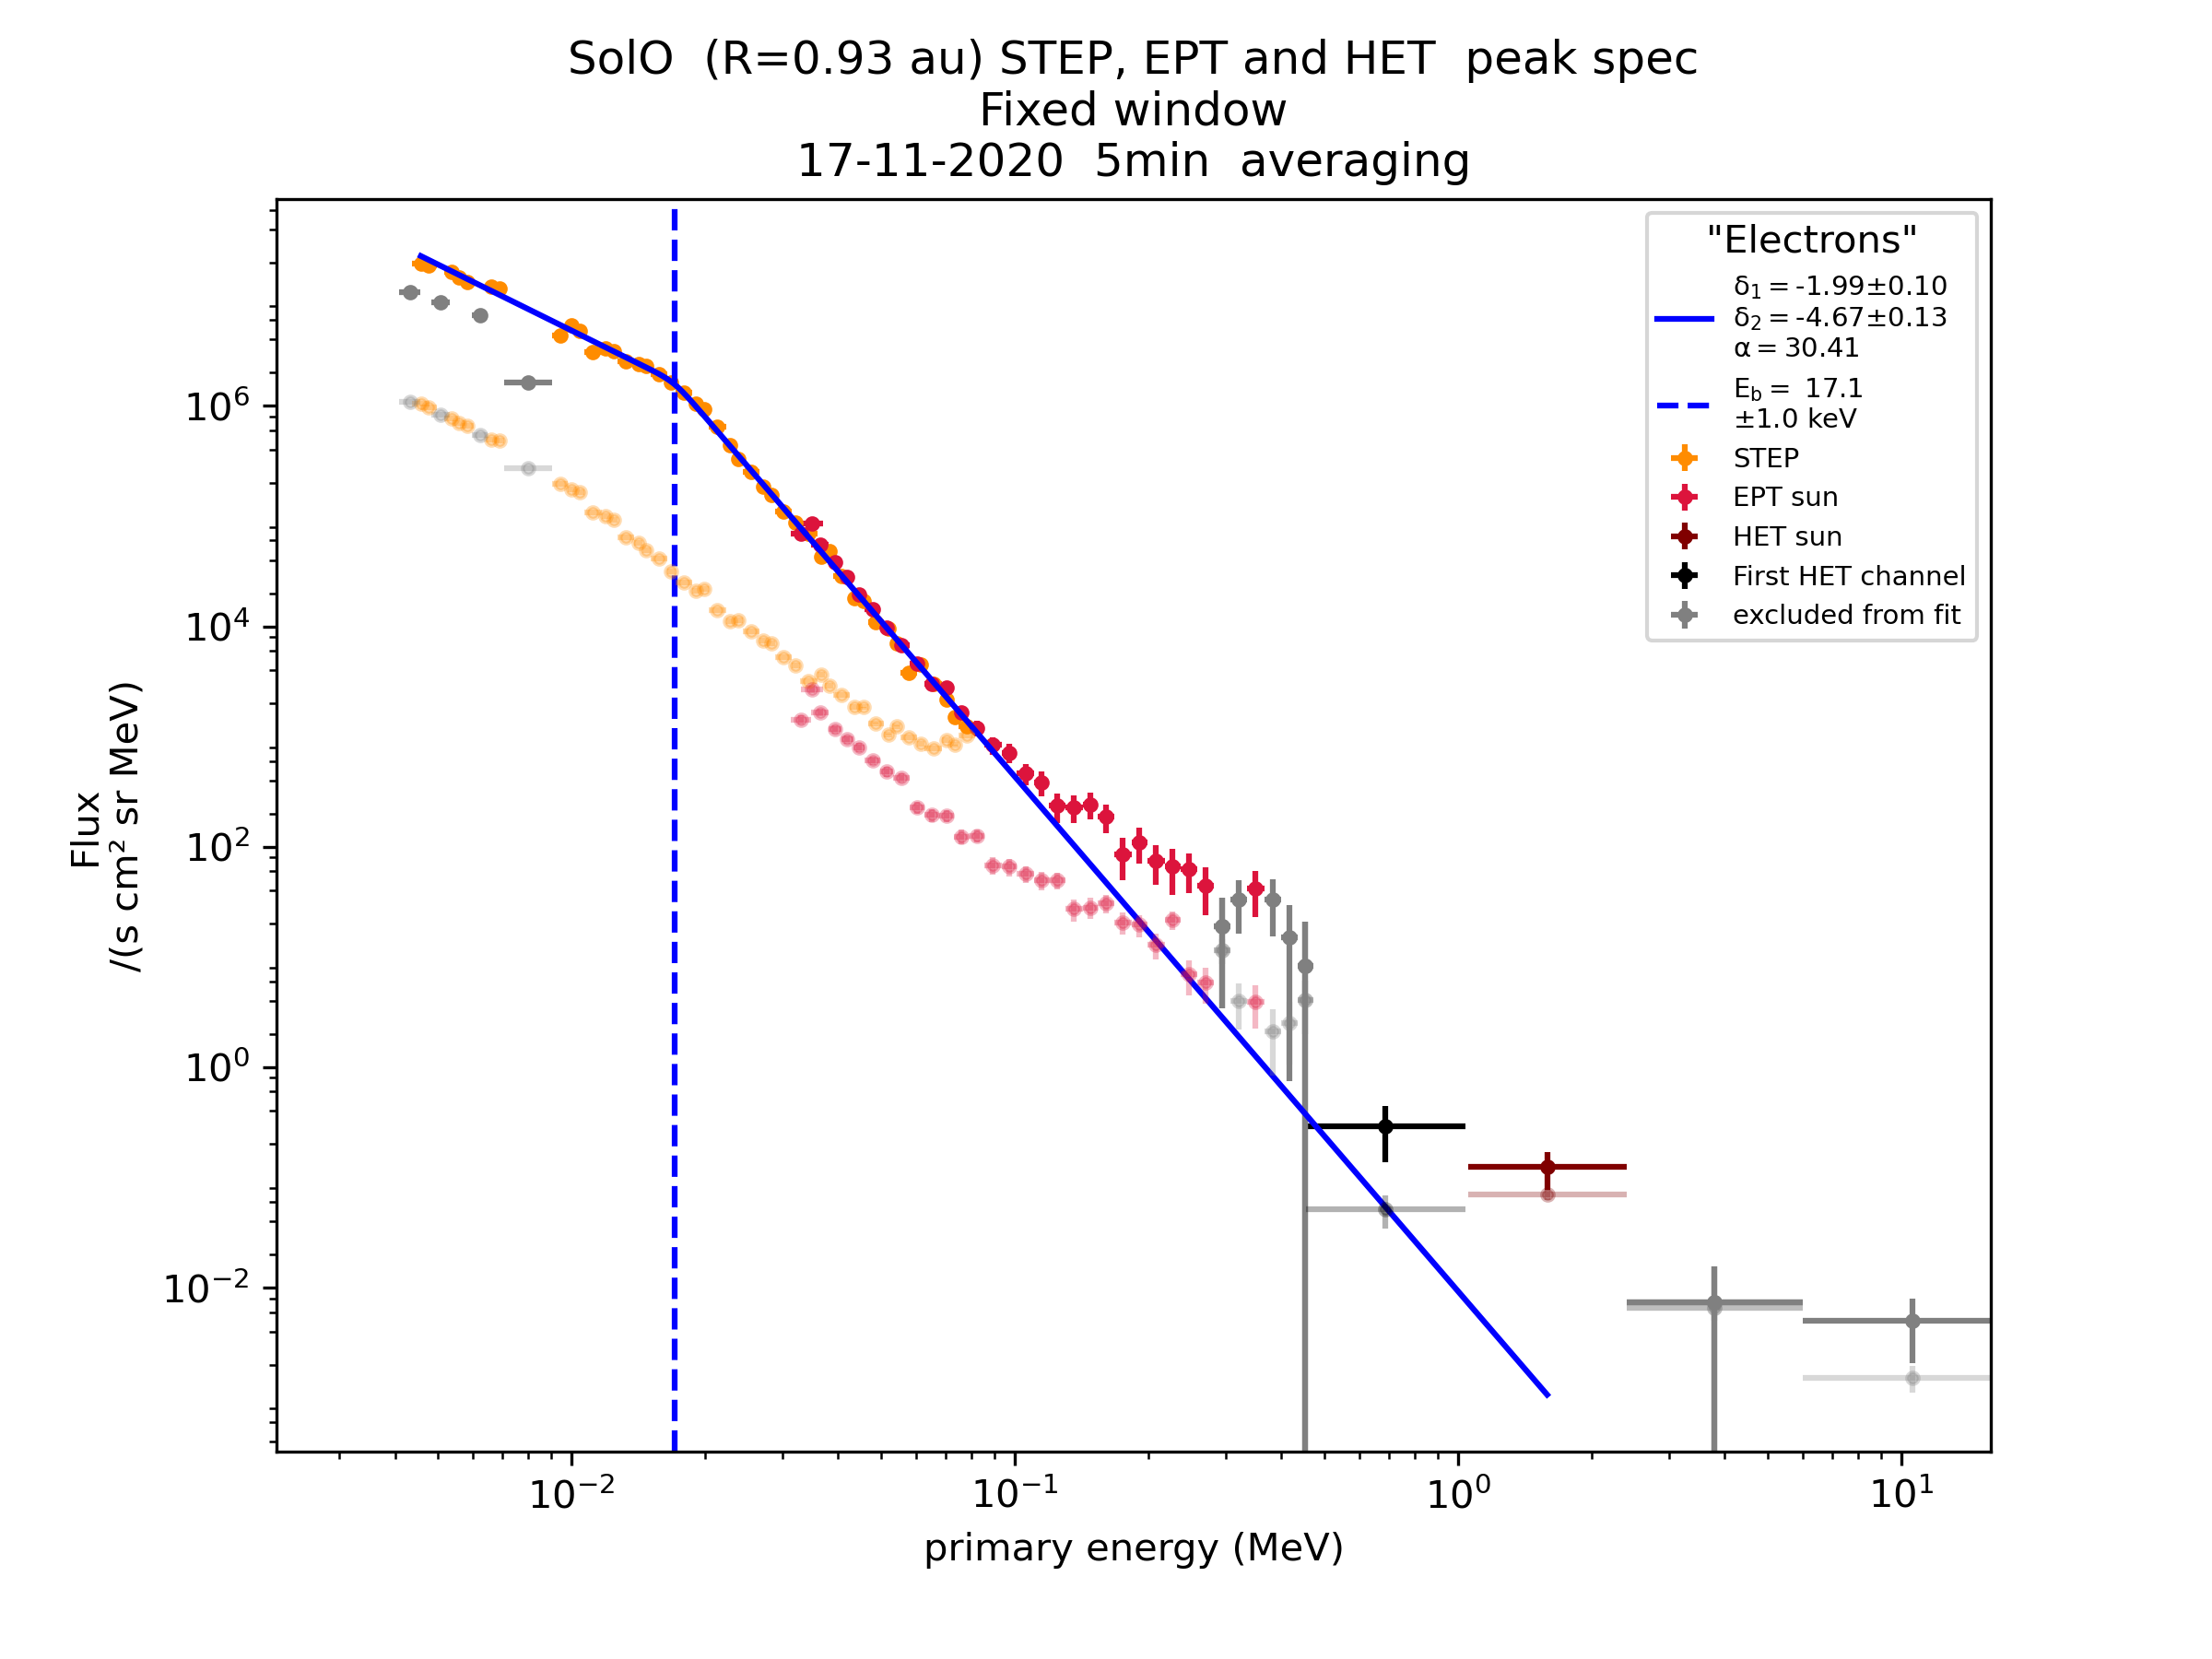 SolO (R=0.93 au) STEP, EPT and HET peak spec
Fixed window
17-11-2020 5min averaging
"Electrons"
δ₁ = -1.99±0.10
δ₂ = -4.67±0.13
α = 30.41
E_b = 17.1
±1.0 keV
STEP
EPT sun
HET sun
First HET channel
excluded from fit
Flux
/(s cm² sr MeV)
10⁶
10⁴
10²
10⁰
10⁻²
10⁻² 10⁻¹ 10⁰ 10¹
primary energy (MeV)